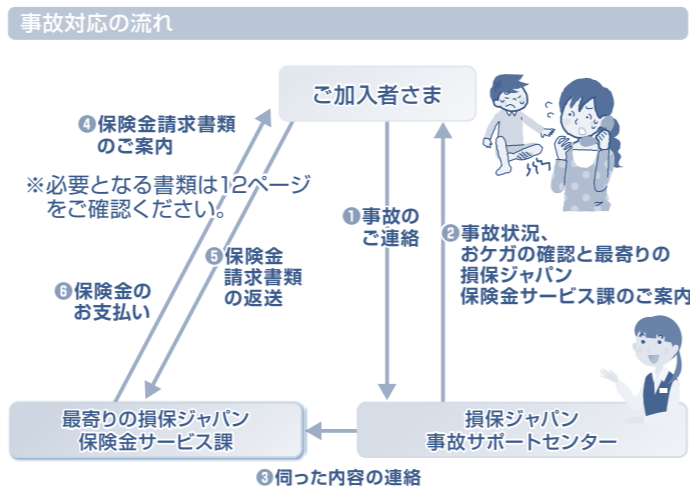 事故対応の流れ
ご加入者さま
❹保険金請求書類
のご案内
※必要となる書類は12ページ
をご確認ください。
❶事故の
ご連絡
❷事故状況、
おケガの確認と最寄りの
損保ジャパン
保険金サービス課のご案内
❺保険金
請求書類
の返送
❻保険金の
お支払い
最寄りの損保ジャパン
保険金サービス課
損保ジャパン
事故サポートセンター
❸伺った内容の連絡